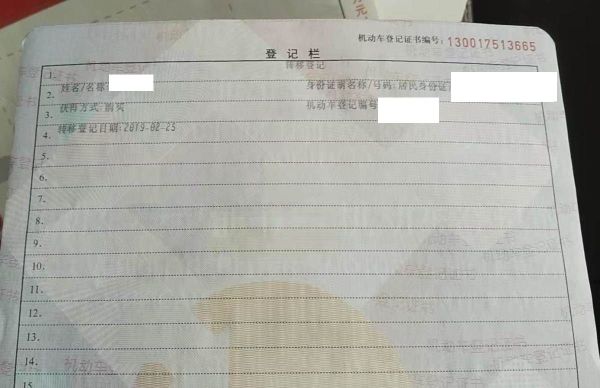 机动车登记证书编号：130017513665
登记栏
1. 转移登记
2. 姓名/名称: 身份证明名称/号码:居民身份证
3. 获得方式:购买 机动车登记编号
4. 转移登记日期:2019-02-25
5.
6.
7.
8.
9.
10.
11.
12.
13.
14.
15